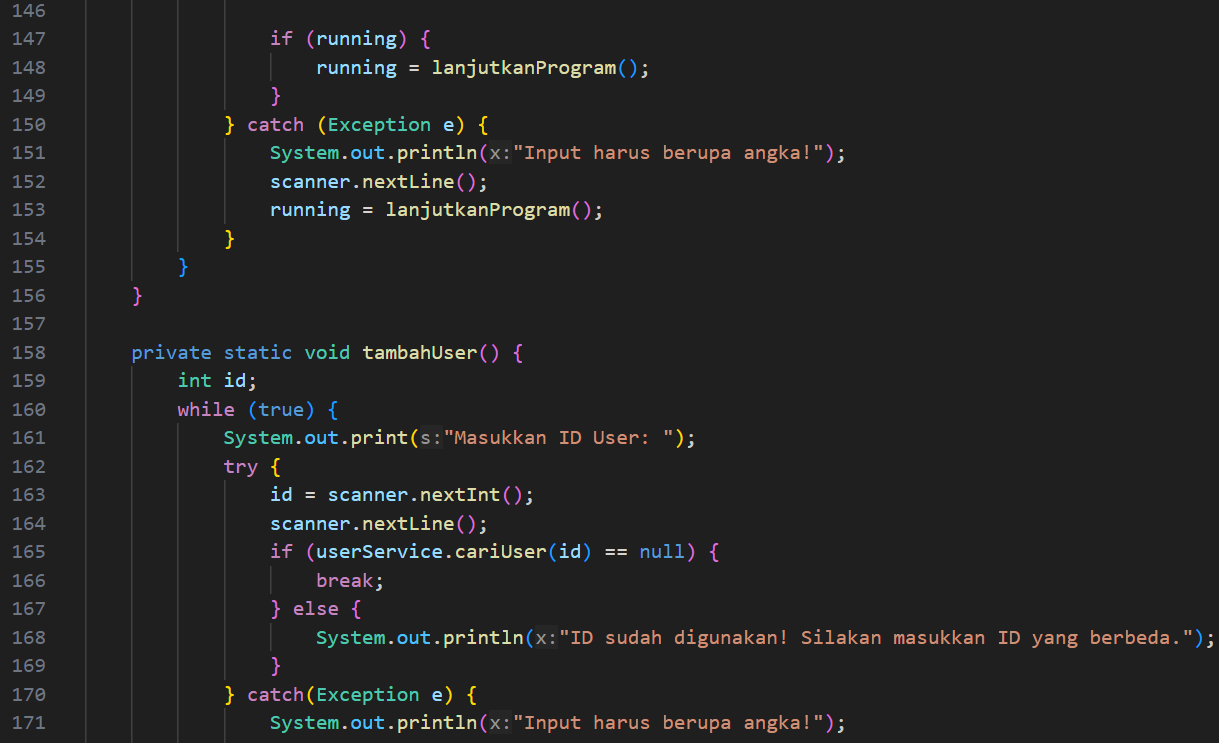 146
147 if (running) {
148 running = lanjutkanProgram();
149 }
150 } catch (Exception e) {
151 System.out.println(x:"Input harus berupa angka!");
152 scanner.nextLine();
153 running = lanjutkanProgram();
154 }
155 }
156 }
157
158 private static void tambahUser() {
159 int id;
160 while (true) {
161 System.out.print(s:"Masukkan ID User: ");
162 try {
163 id = scanner.nextInt();
164 scanner.nextLine();
165 if (userService.cariUser(id) == null) {
166 break;
167 } else {
168 System.out.println(x:"ID sudah digunakan! Silakan masukkan ID yang berbeda.");
169 }
170 } catch(Exception e) {
171 System.out.println(x:"Input harus berupa angka!");